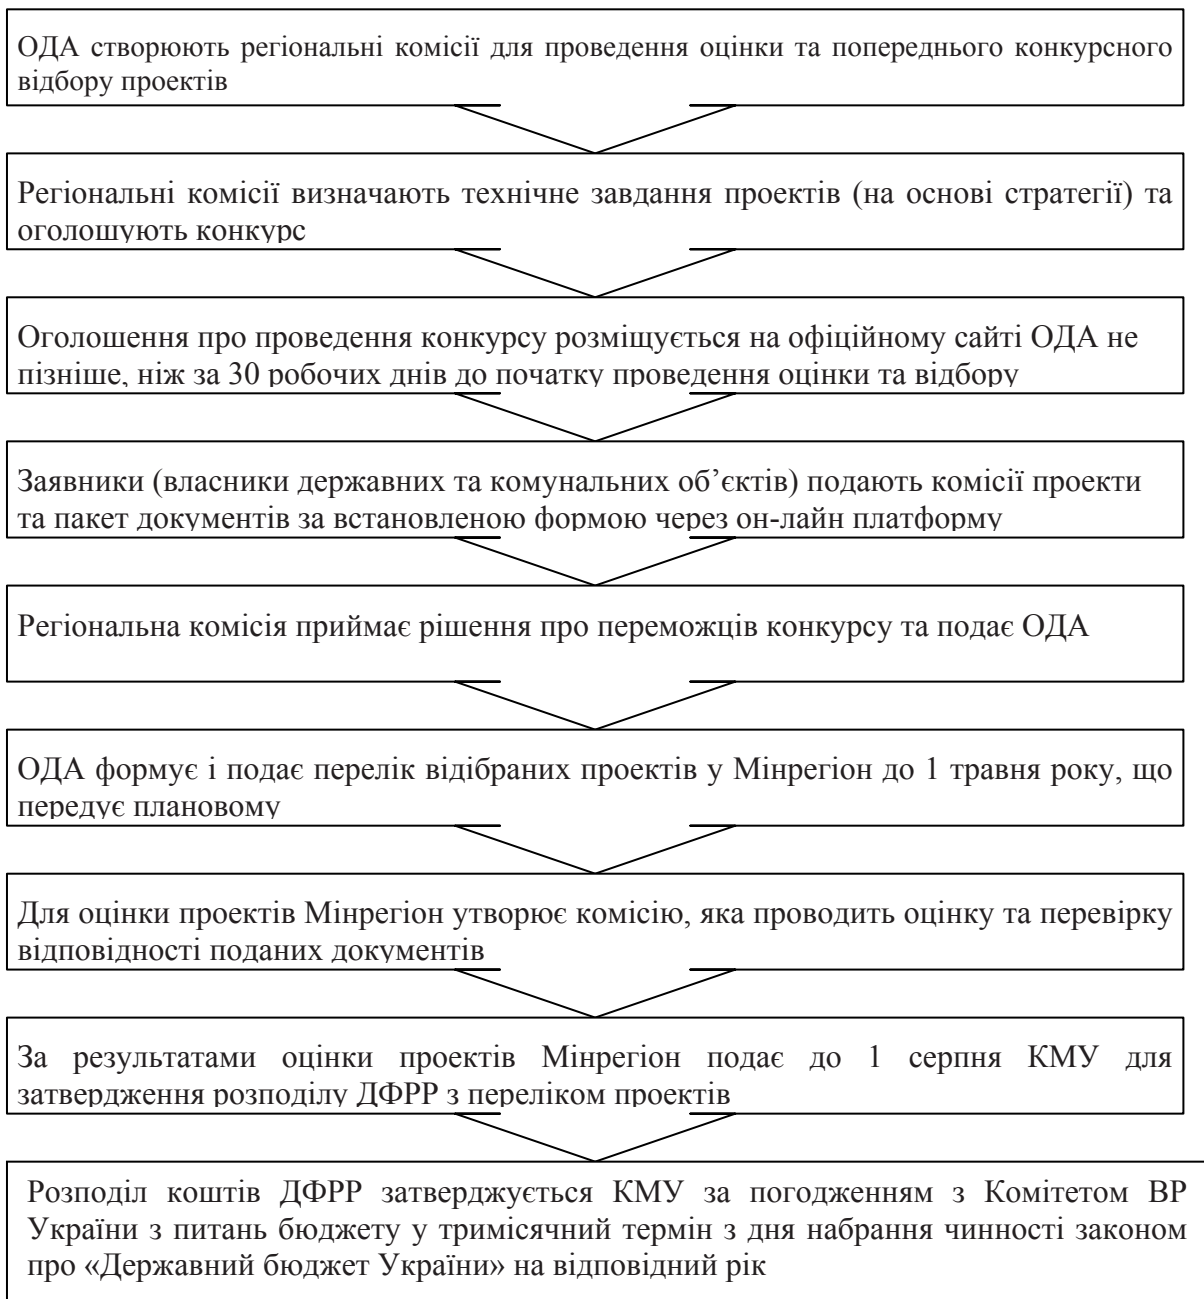 ОДА створюють регіональні комісії для проведення оцінки та попереднього конкурсного
відбору проектів
Регіональні комісії визначають технічне завдання проектів (на основі стратегії) та
оголошують конкурс
Оголошення про проведення конкурсу розміщується на офіційному сайті ОДА не
пізніше, ніж за 30 робочих днів до початку проведення оцінки та відбору
Заявники (власники державних та комунальних об’єктів) подають комісії проекти
та пакет документів за встановленою формою через он-лайн платформу
Регіональна комісія приймає рішення про переможців конкурсу та подає ОДА
ОДА формує і подає перелік відібраних проектів у Мінрегіон до 1 травня року, що
передує плановому
Для оцінки проектів Мінрегіон утворює комісію, яка проводить оцінку та перевірку
відповідності поданих документів
За результатами оцінки проектів Мінрегіон подає до 1 серпня КМУ для
затвердження розподілу ДФРР з переліком проектів
Розподіл коштів ДФРР затверджується КМУ за погодженням з Комітетом ВР
України з питань бюджету у тримісячний термін з дня набрання чинності законом
про «Державний бюджет України» на відповідний рік